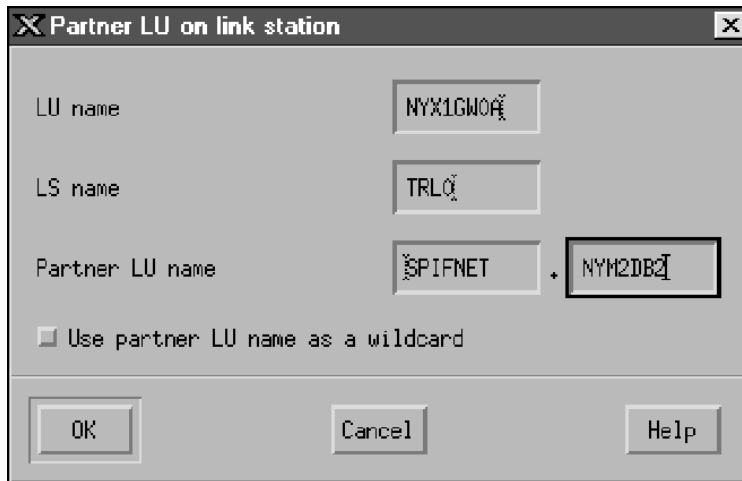 Partner LU on link station
LU name NYX1GW0A
LS name TRL0
Partner LU name SPIFNET . NYM2DB2
Use partner LU name as a wildcard
OK Cancel Help